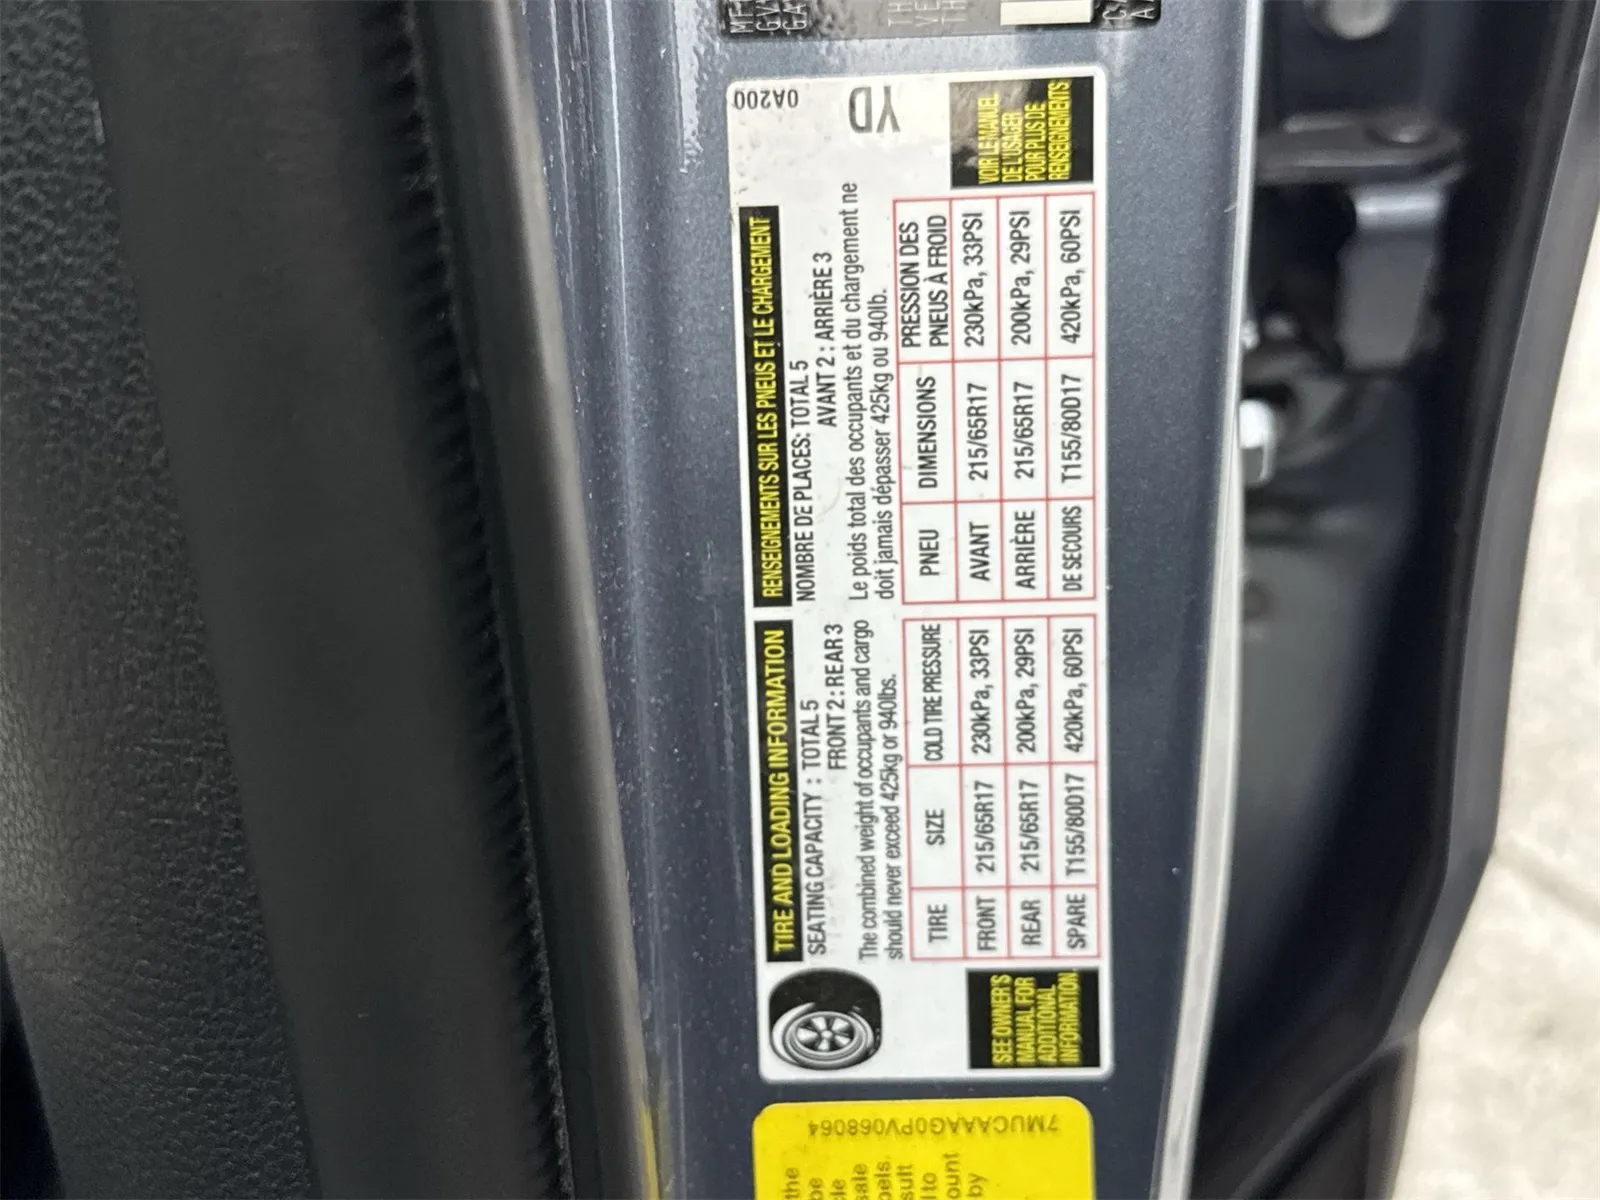 TIRE AND LOADING INFORMATION
SEATING CAPACITY : TOTAL 5
FRONT 2 : REAR 3
The combined weight of occupants and cargo
should never exceed 425kg or 940lbs.
TIRE SIZE COLD TIRE PRESSURE
FRONT 215/65R17 230kPa, 33PSI
REAR 215/65R17 200kPa, 29PSI
SPARE T155/80D17 420kPa, 60PSI
SEE OWNER'S
MANUAL FOR
ADDITIONAL
INFORMATION.
RENSEIGNEMENTS SUR LES PNEUS ET LE CHARGEMENT
NOMBRE DE PLACES: TOTAL 5
AVANT 2 : ARRIÈRE 3
Le poids total des occupants et du chargement ne
doit jamais dépasser 425kg ou 940lb.
PNEU DIMENSIONS PRESSION DES
PNEUS À FROID
AVANT 215/65R17 230kPa, 33PSI
ARRIÈRE 215/65R17 200kPa, 29PSI
DE SECOURS T155/80D17 420kPa, 60PSI
VOIR LE MANUEL
DE L'USAGER
POUR PLUS DE
RENSEIGNEMENTS
0A200
YD
7MUCAAAG0PV068064
the
be
sale
to
by